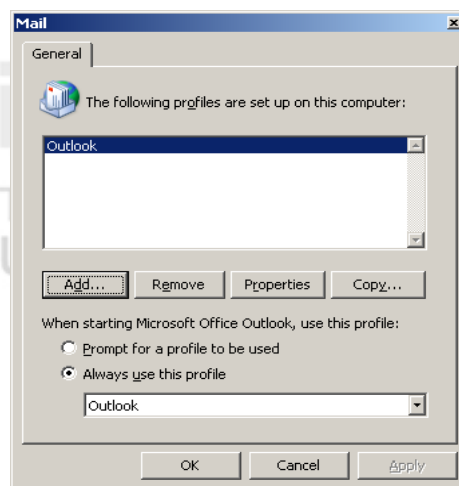 Mail
General
The following profiles are set up on this computer:
Outlook
Add... Remove Properties Copy...
When starting Microsoft Office Outlook, use this profile:
Prompt for a profile to be used
Always use this profile
Outlook
OK Cancel Apply